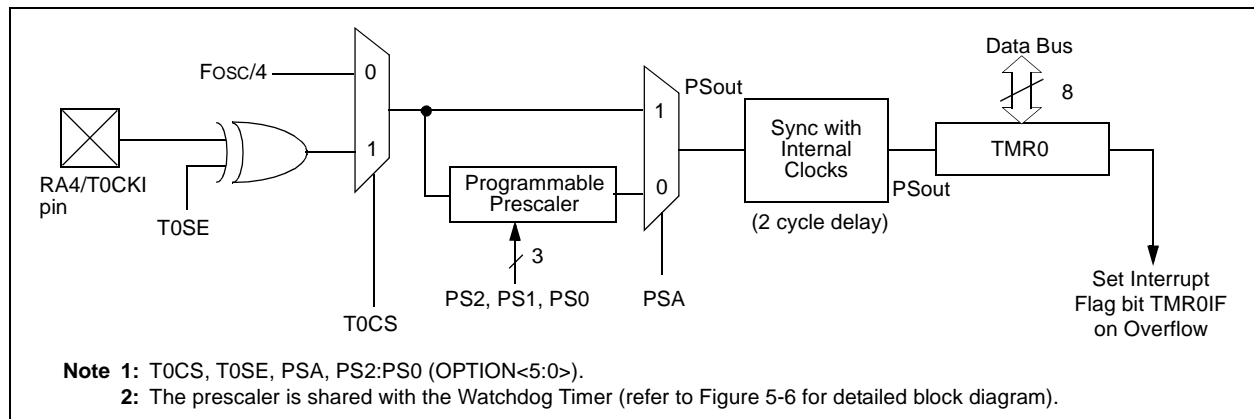 Data Bus
8
FOSC/4
0
1
RA4/T0CKI
pin
T0SE
T0CS
Programmable
Prescaler
3
PS2, PS1, PS0
1
0
PSA
PSout
Sync with
Internal
Clocks
(2 cycle delay)
PSout
TMR0
Set Interrupt
Flag bit TMR0IF
on Overflow
Note 1: T0CS, T0SE, PSA, PS2:PS0 (OPTION<5:0>).
2: The prescaler is shared with the Watchdog Timer (refer to Figure 5-6 for detailed block diagram).